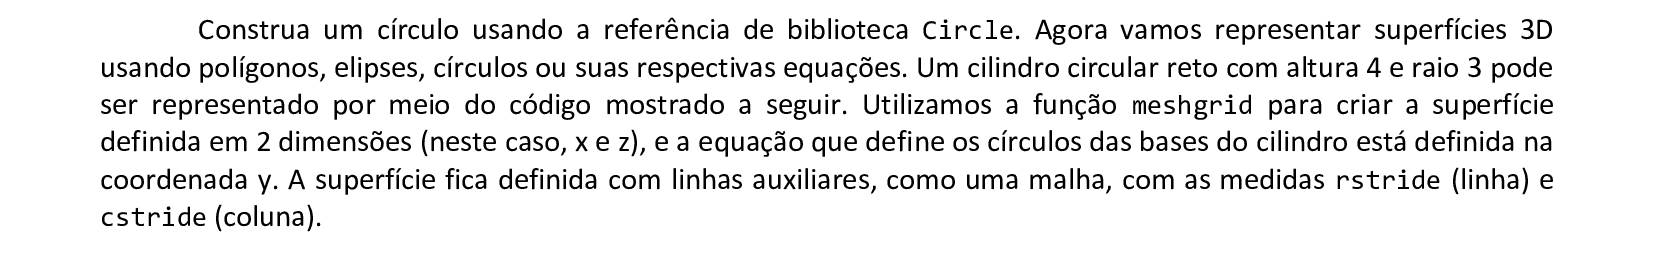 Construa um círculo usando a referência de biblioteca Circle. Agora vamos representar superfícies 3D
usando polígonos, elipses, círculos ou suas respectivas equações. Um cilindro circular reto com altura 4 e raio 3 pode
ser representado por meio do código mostrado a seguir. Utilizamos a função meshgrid para criar a superfície
definida em 2 dimensões (neste caso, x e z), e a equação que define os círculos das bases do cilindro está definida na
coordenada y. A superfície fica definida com linhas auxiliares, como uma malha, com as medidas rstride (linha) e
cstride (coluna).